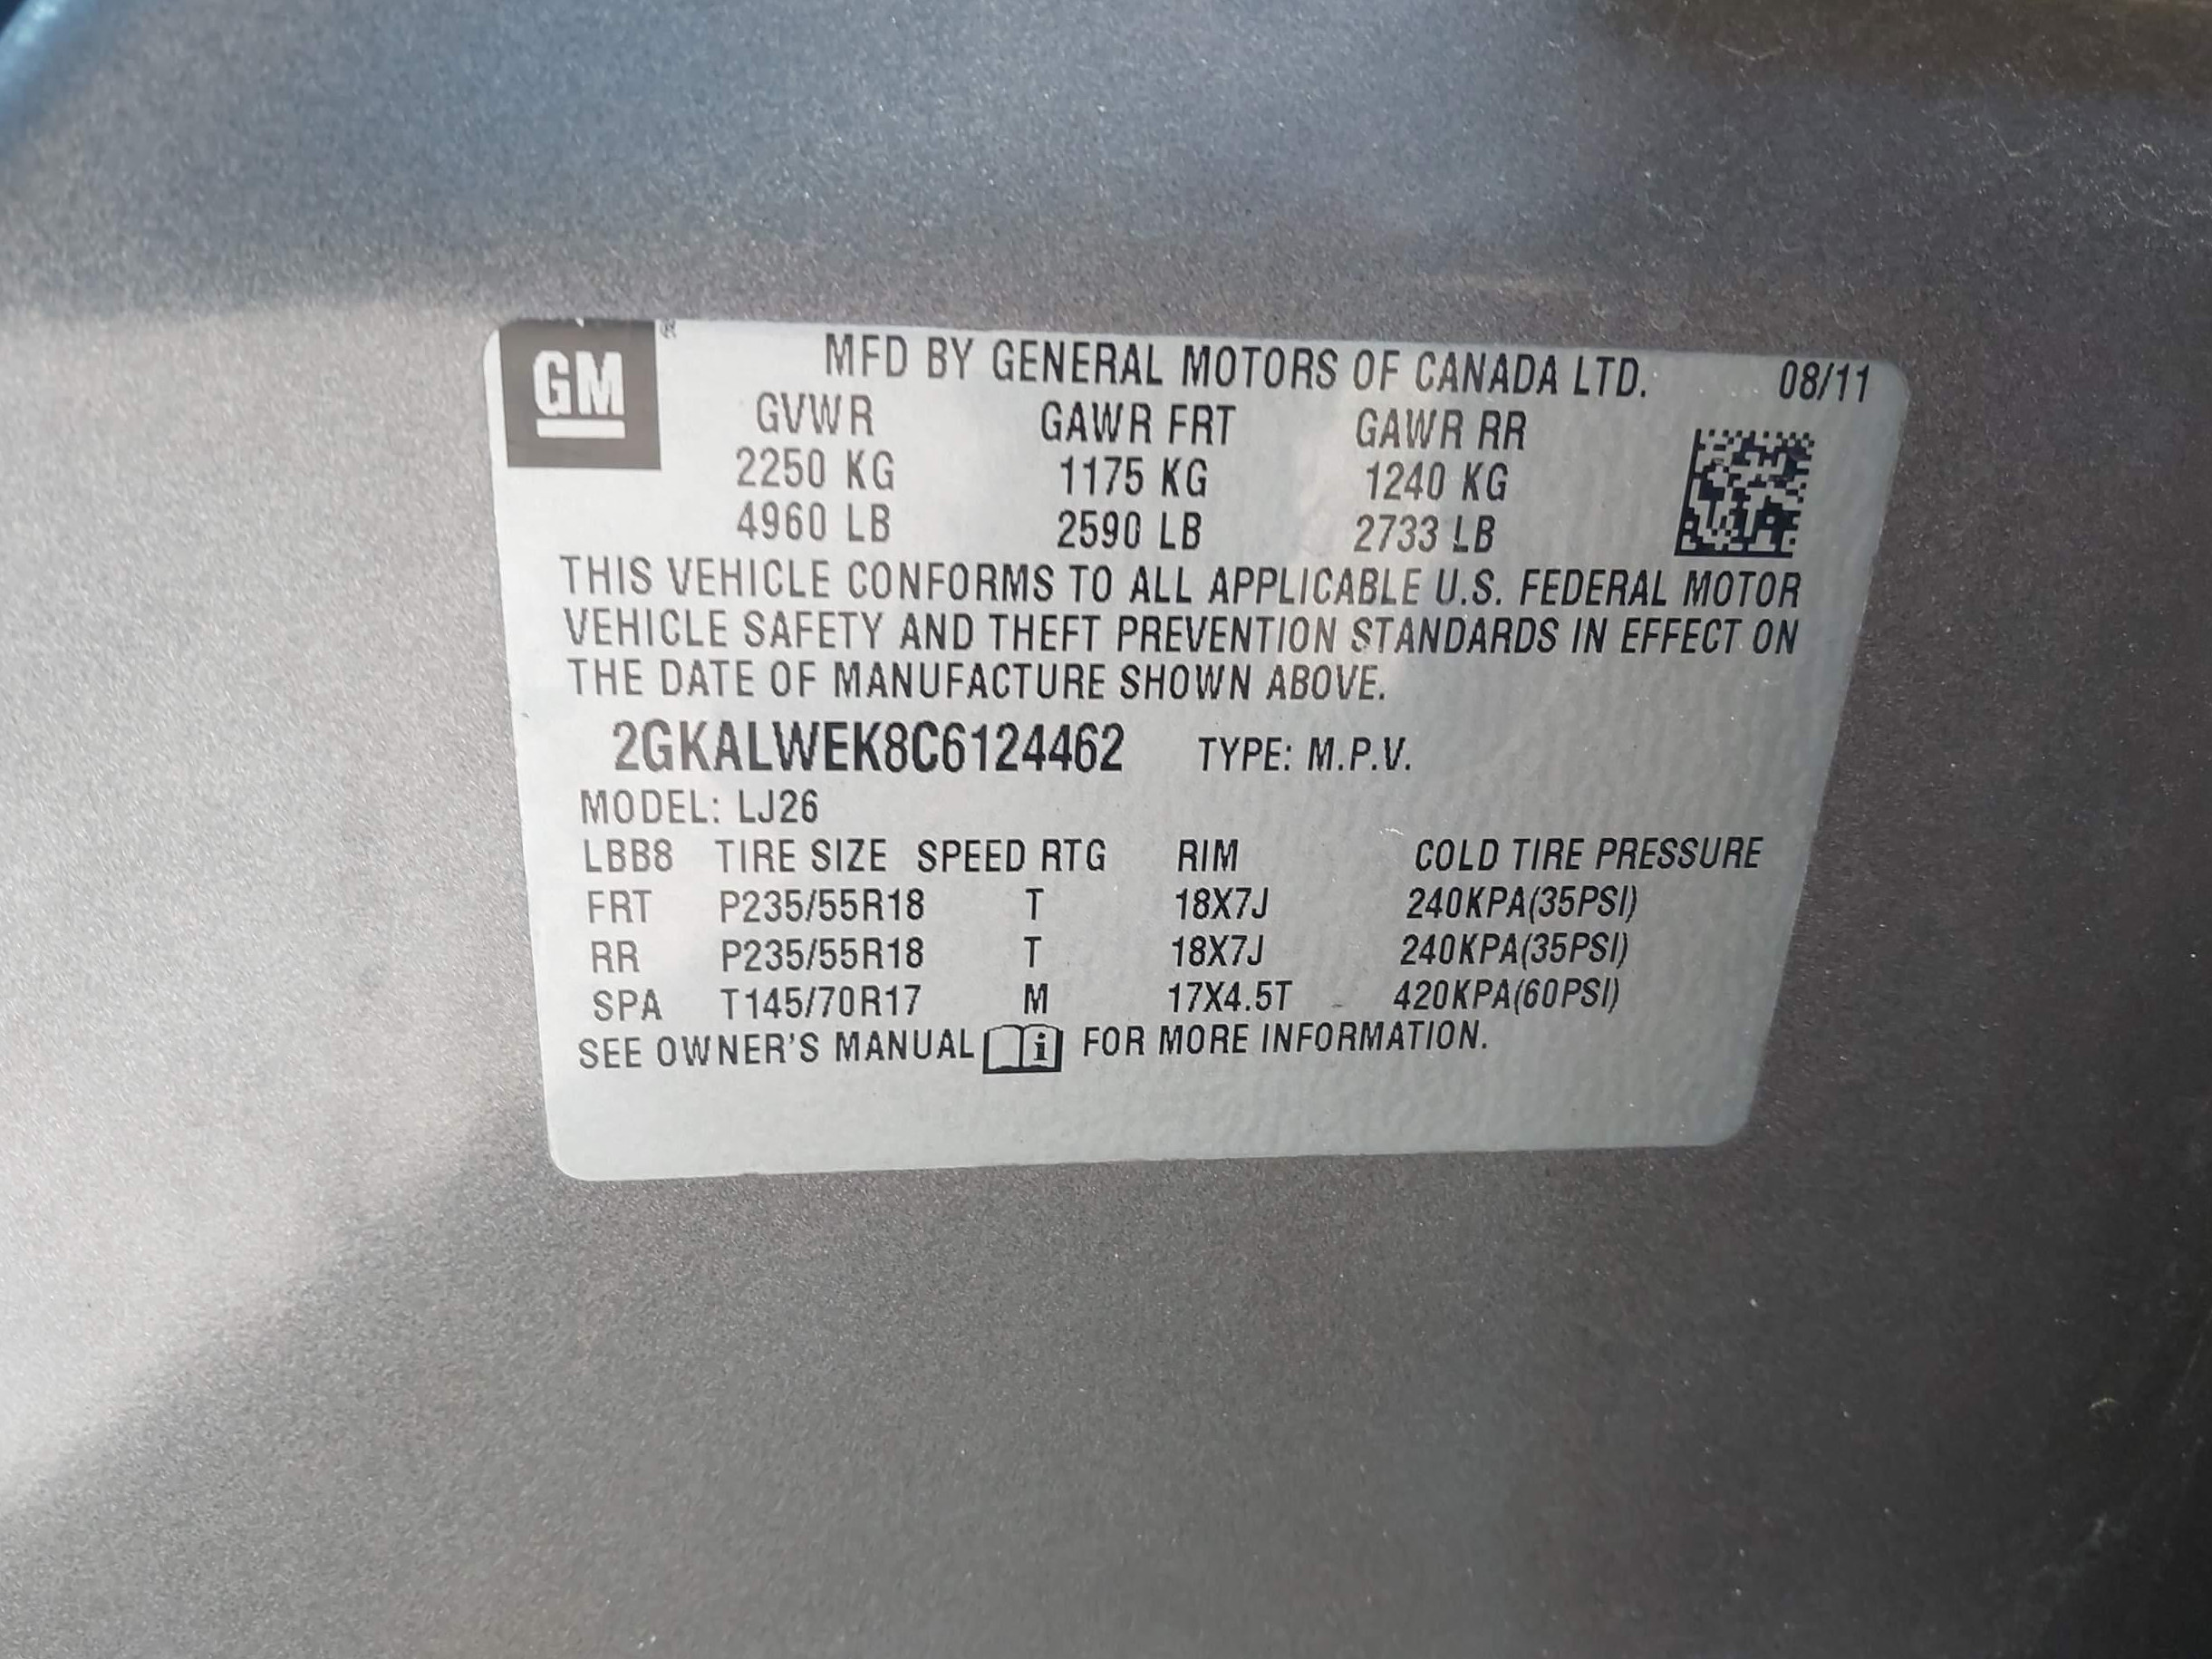 GM ® MFD BY GENERAL MOTORS OF CANADA LTD. 08/11
GVWR GAWR FRT GAWR RR
2250 KG 1175 KG 1240 KG
4960 LB 2590 LB 2733 LB
THIS VEHICLE CONFORMS TO ALL APPLICABLE U.S. FEDERAL MOTOR
VEHICLE SAFETY AND THEFT PREVENTION STANDARDS IN EFFECT ON
THE DATE OF MANUFACTURE SHOWN ABOVE.
2GKALWEK8C6124462 TYPE: M.P.V.
MODEL: LJ26
LBB8 TIRE SIZE SPEED RTG RIM COLD TIRE PRESSURE
FRT P235/55R18 T 18X7J 240KPA(35PSI)
RR P235/55R18 T 18X7J 240KPA(35PSI)
SPA T145/70R17 M 17X4.5T 420KPA(60PSI)
SEE OWNER'S MANUAL i FOR MORE INFORMATION.